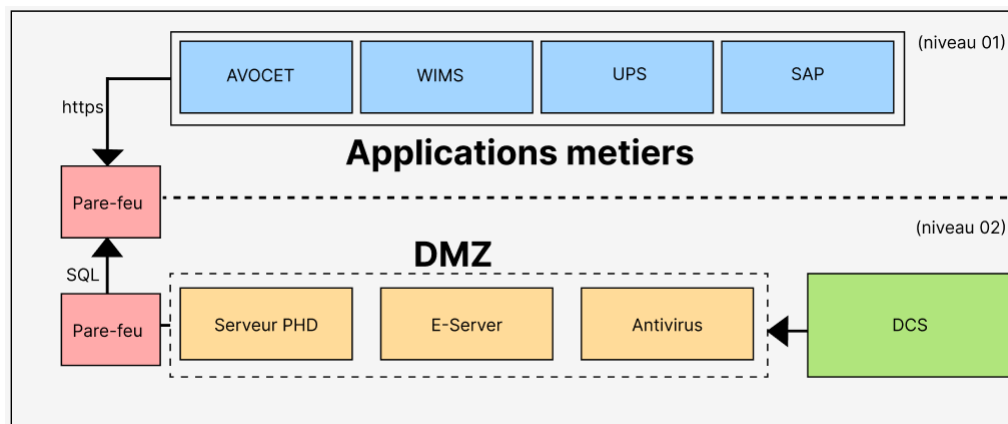 (niveau 01)
AVOCET
WIMS
UPS
SAP
https
Applications metiers
Pare-feu
(niveau 02)
DMZ
SQL
Pare-feu
Serveur PHD
E-Server
Antivirus
DCS